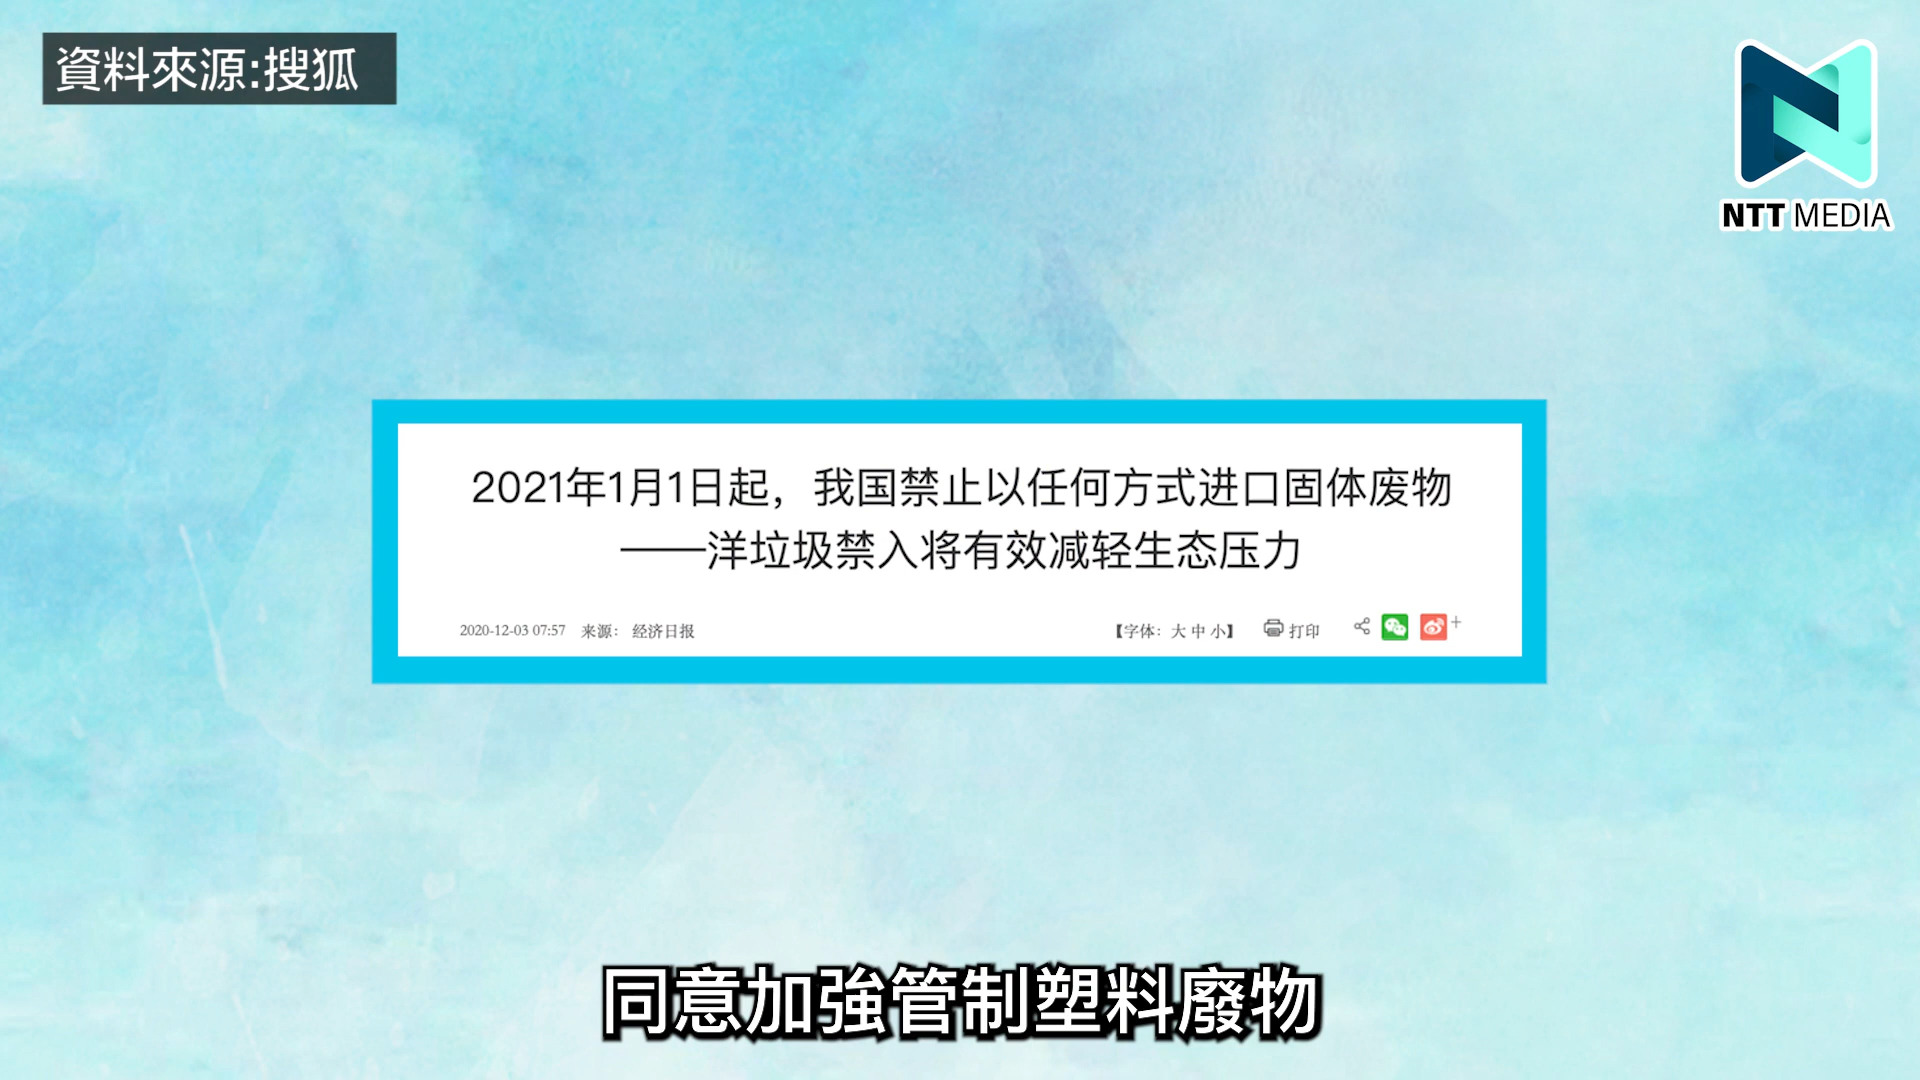 資料來源:搜狐
NTT MEDIA
2021年1月1日起，我国禁止以任何方式进口固体废物
——洋垃圾禁入将有效减轻生态压力
2020-12-03 07:57 来源： 经济日报 【字体：大 中 小】 打印
同意加強管制塑料廢物